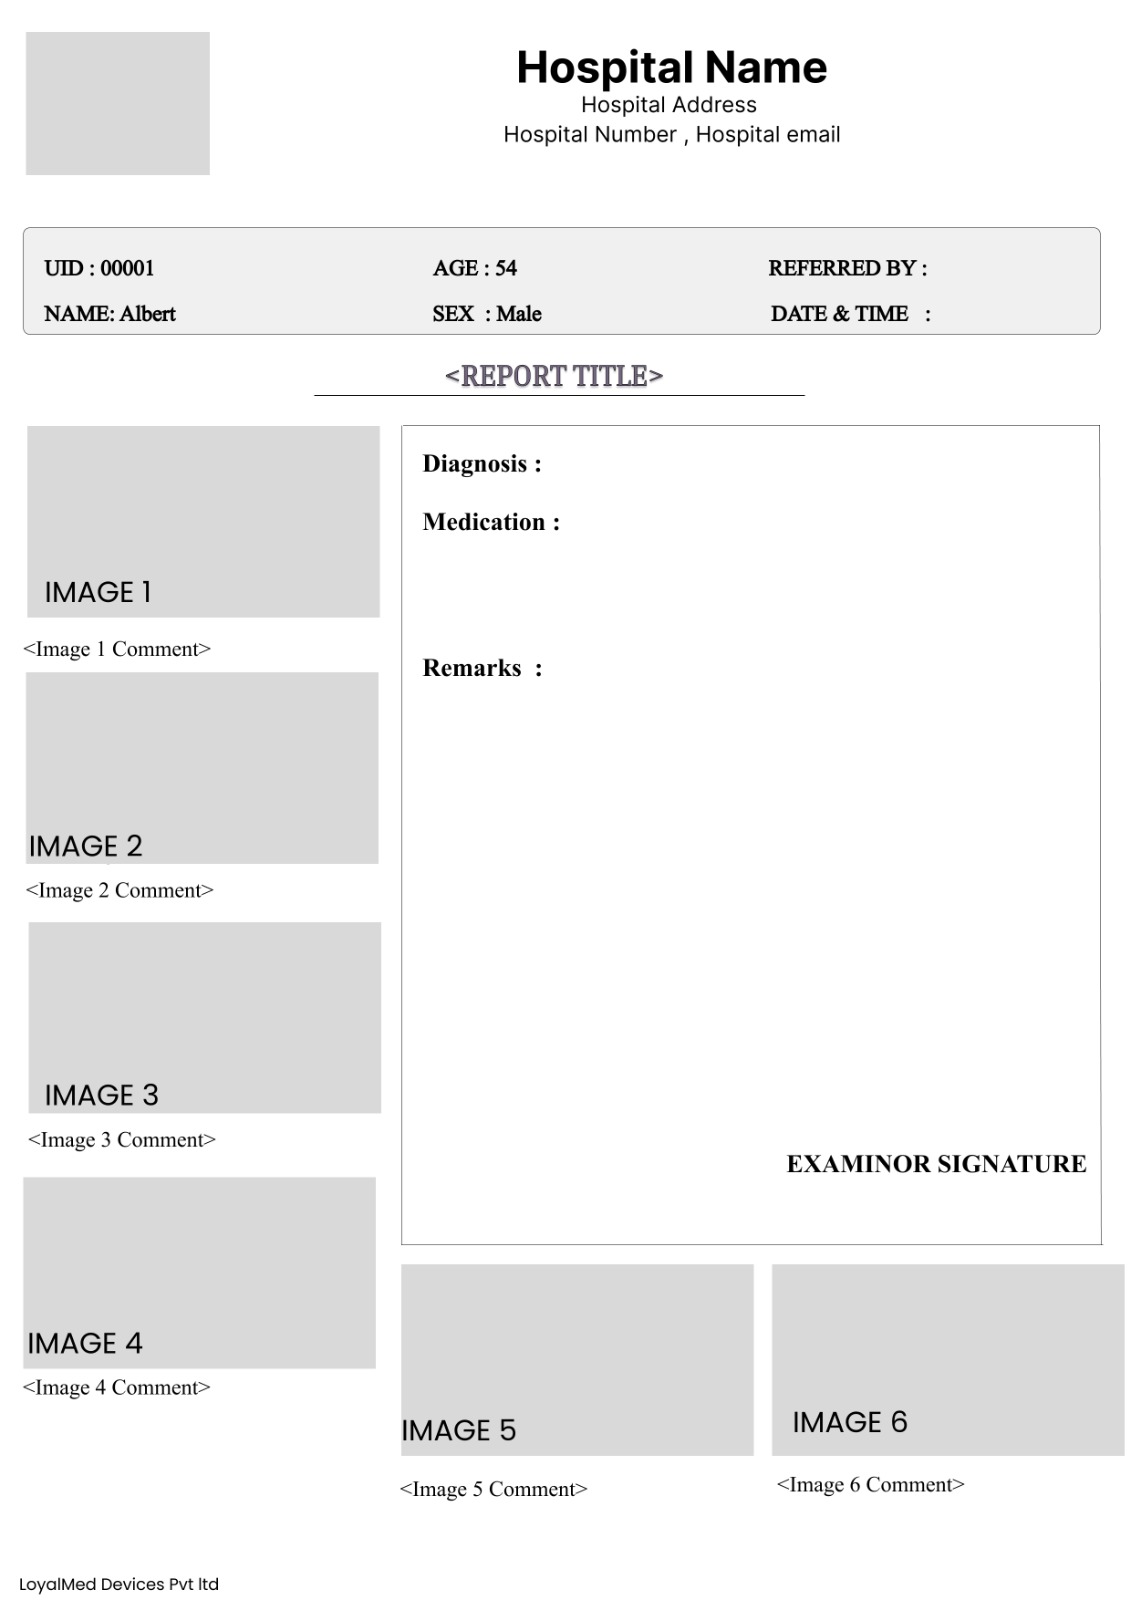 Hospital Name
Hospital Address
Hospital Number , Hospital email
UID : 00001
AGE : 54
REFERRED BY :
NAME: Albert
SEX : Male
DATE & TIME :
<REPORT TITLE>
IMAGE 1
<Image 1 Comment>
IMAGE 2
<Image 2 Comment>
IMAGE 3
<Image 3 Comment>
IMAGE 4
<Image 4 Comment>
Diagnosis :
Medication :
Remarks :
EXAMINOR SIGNATURE
IMAGE 5
<Image 5 Comment>
IMAGE 6
<Image 6 Comment>
LoyalMed Devices Pvt ltd